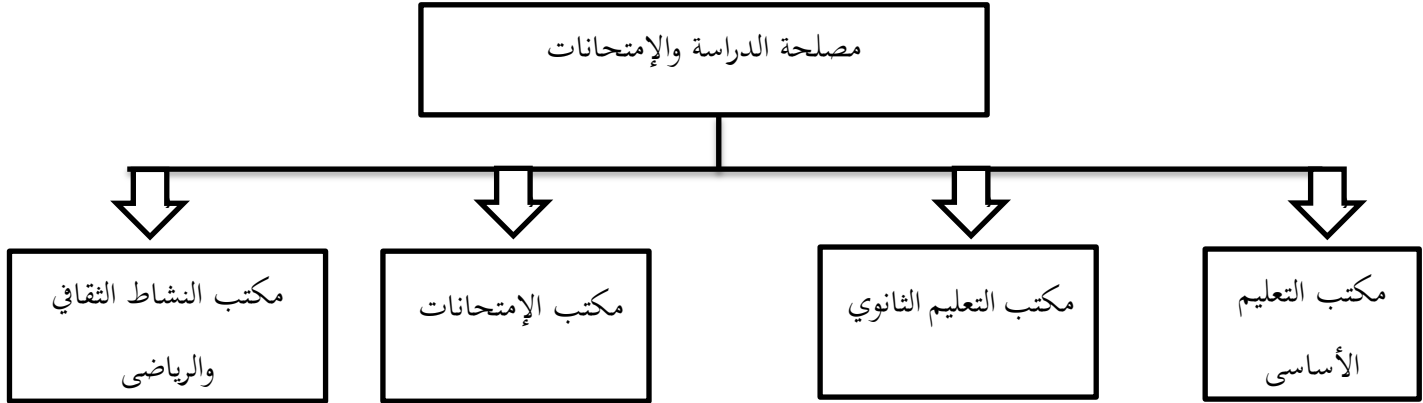 مصلحة الدراسة والإمتحانات
مكتب التعليم
الأساسى
مكتب التعليم الثانوي
مكتب الإمتحانات
مكتب النشاط الثقافي
والرياضى